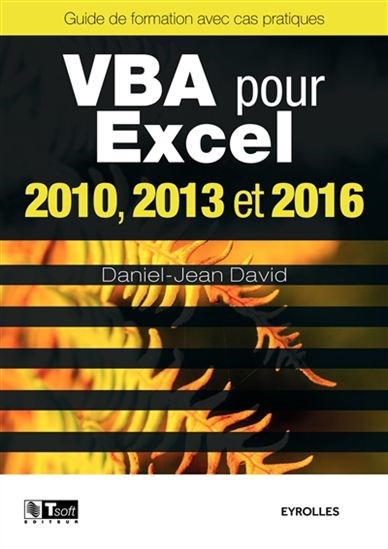 Guide de formation avec cas pratiques
VBA pour
Excel
2010, 2013 et 2016
Daniel-Jean David
Tsoft
EDITEUR
EYROLLES